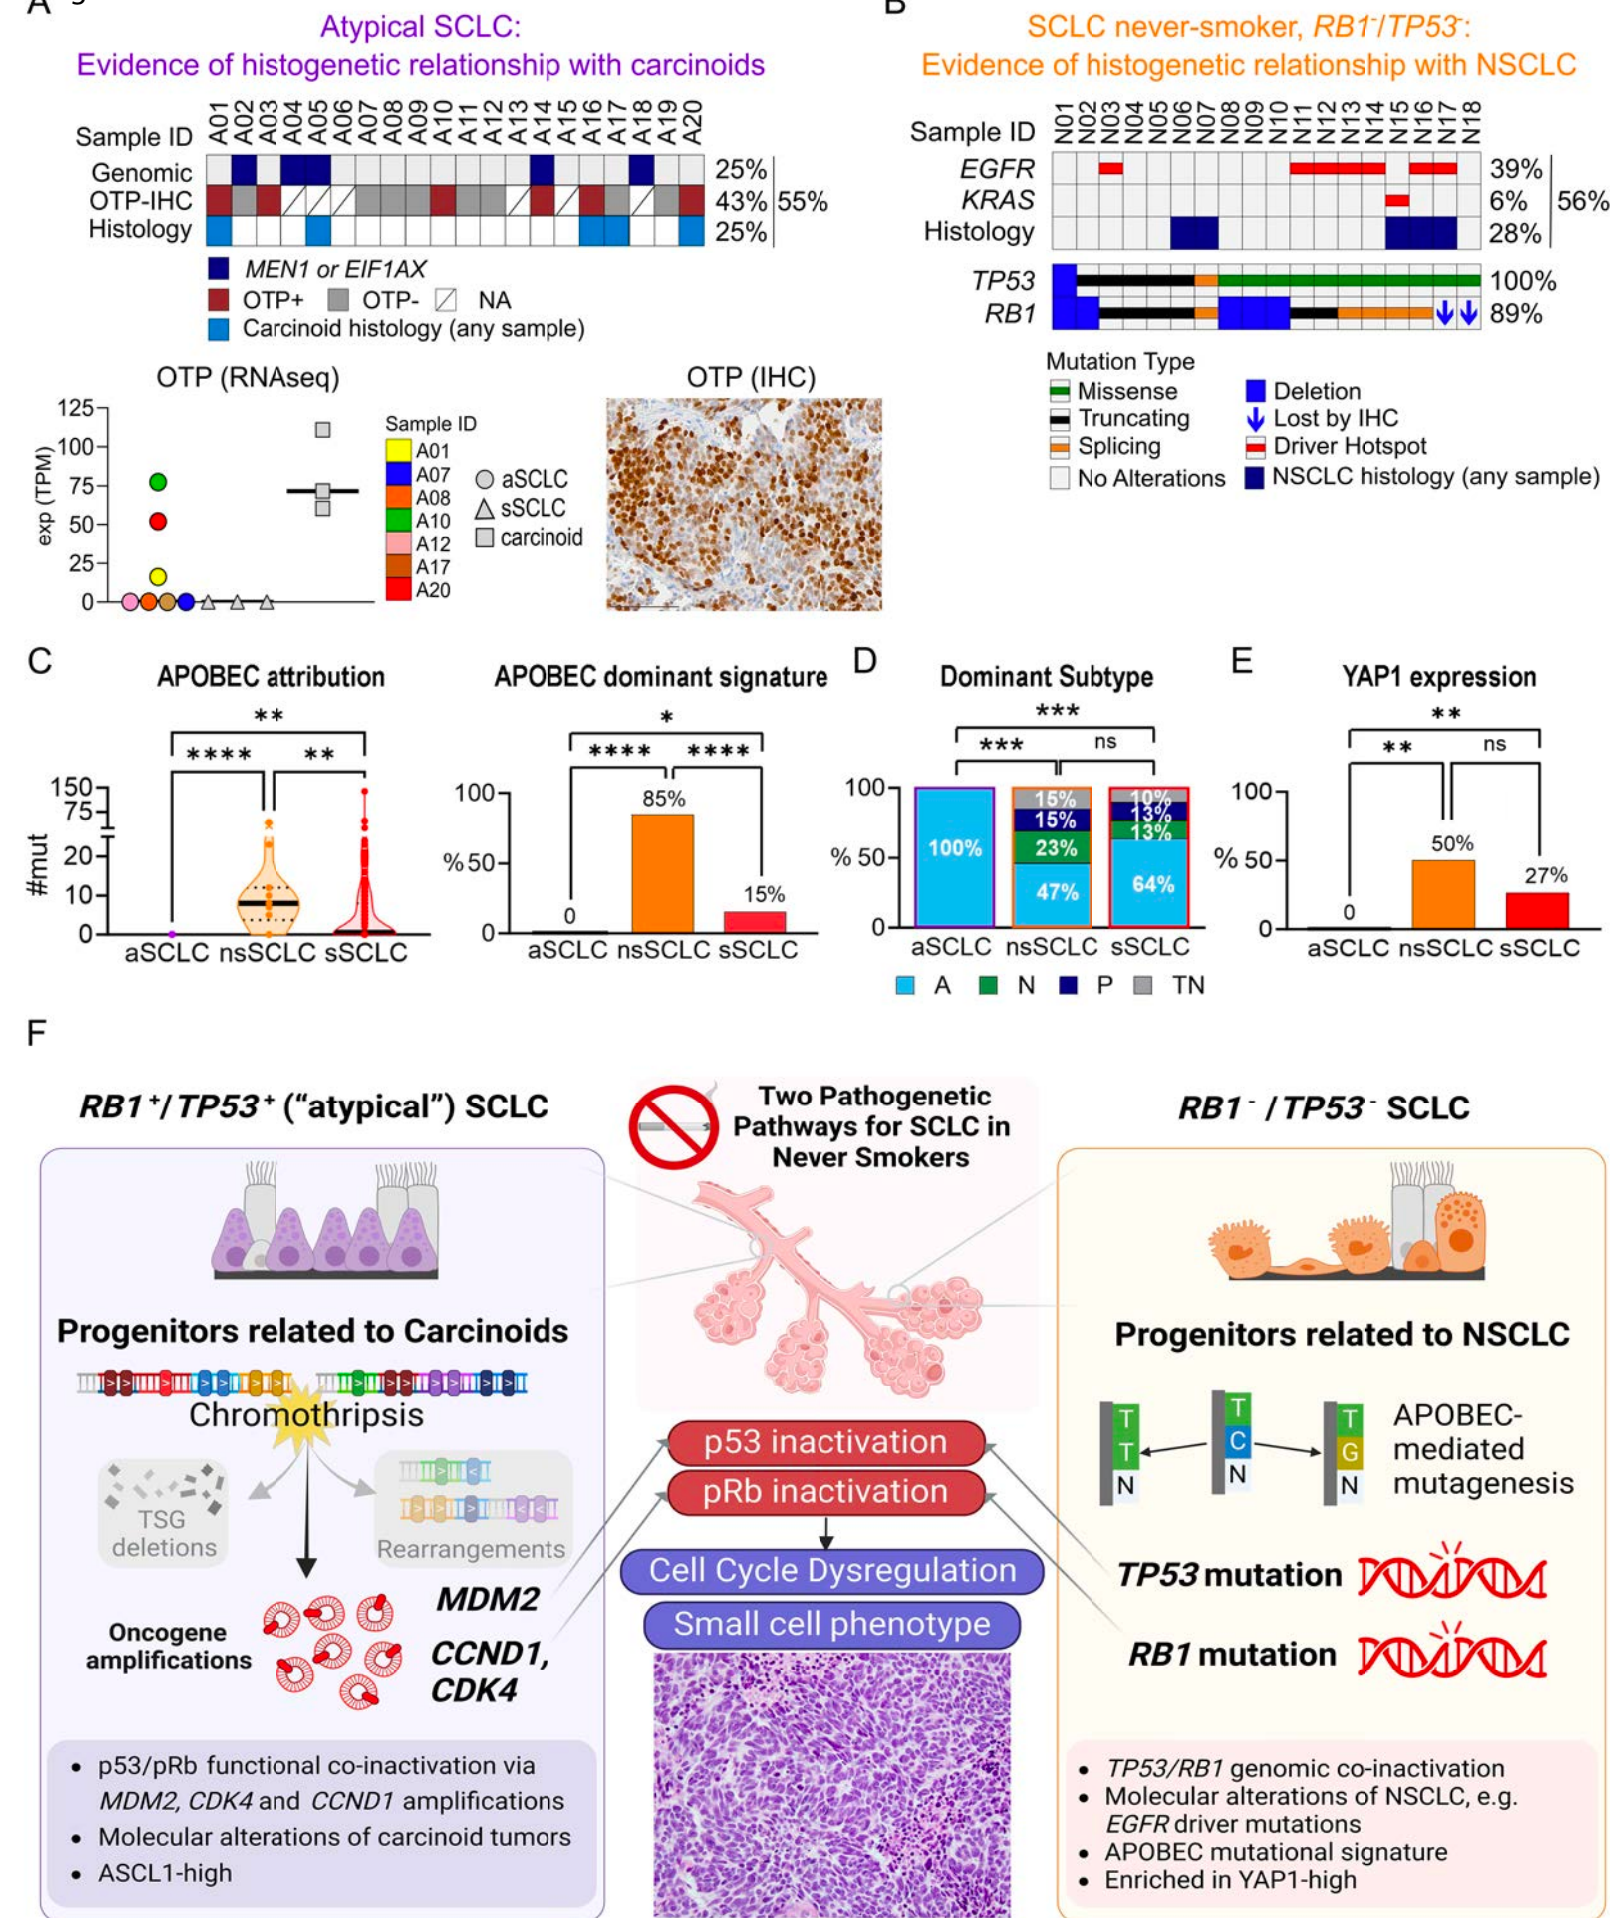 A
Atypical SCLC:
Evidence of histogenetic relationship with carcinoids
Sample ID
A01 A02 A03 A04 A05 A06 A07 A08 A09 A10 A11 A12 A13 A14 A15 A16 A17 A18 A19 A20
Genomic 25%
OTP-IHC 43% 55%
Histology 25%
MEN1 or EIF1AX
OTP+ OTP- NA
Carcinoid histology (any sample)
OTP (RNAseq)
exp (TPM)
125
100
75
50
25
0
Sample ID
A01
A07
A08
A10
A12
A17
A20
aSCLC
sSCLC
carcinoid
OTP (IHC)
B
SCLC never-smoker, RB1-/TP53-:
Evidence of histogenetic relationship with NSCLC
Sample ID
N01 N02 N03 N04 N05 N06 N07 N08 N09 N10 N11 N12 N13 N14 N15 N16 N17 N18
EGFR 39%
KRAS 6% 56%
Histology 28%
TP53 100%
RB1 89%
Mutation Type
Missense Deletion
Truncating Lost by IHC
Splicing Driver Hotspot
No Alterations NSCLC histology (any sample)
C
APOBEC attribution
**
**** **
#mut
150
75
20
10
0
aSCLC nsSCLC sSCLC
APOBEC dominant signature
*
**** ****
%
100
50
0
0
85%
15%
aSCLC nsSCLC sSCLC
D
Dominant Subtype
***
*** ns
%
100
50
0
100%
15%
15%
23%
47%
10%
13%
13%
64%
aSCLC nsSCLC sSCLC
A N P TN
E
YAP1 expression
**
** ns
%
100
50
0
0
50%
27%
aSCLC nsSCLC sSCLC
F
RB1+/TP53+ ("atypical") SCLC
Progenitors related to Carcinoids
Chromothripsis
TSG
deletions
Rearrangements
Oncogene
amplifications
MDM2
CCND1,
CDK4
• p53/pRb functional co-inactivation via
MDM2, CDK4 and CCND1 amplifications
• Molecular alterations of carcinoid tumors
• ASCL1-high
Two Pathogenetic
Pathways for SCLC in
Never Smokers
p53 inactivation
pRb inactivation
Cell Cycle Dysregulation
Small cell phenotype
RB1- / TP53- SCLC
Progenitors related to NSCLC
T
T
N
T
C
N
T
G
N
APOBEC-
mediated
mutagenesis
TP53 mutation
RB1 mutation
• TP53/RB1 genomic co-inactivation
• Molecular alterations of NSCLC, e.g.
EGFR driver mutations
• APOBEC mutational signature
• Enriched in YAP1-high